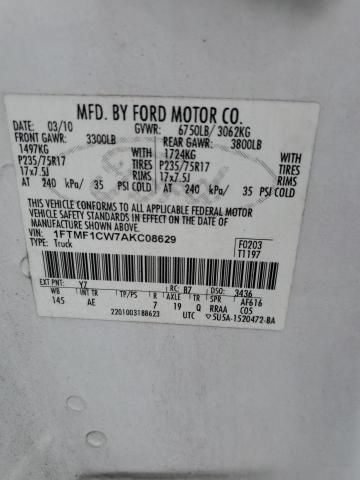 MFD. BY FORD MOTOR CO.
03/10 GVWR: 6750LB/ 3062KG
FRONT GAWR: 3300LB REAR GAWR: 3800LB
1497KG WITH 1724KG WITH
P235/75R17 TIRES P235/75R17 TIRES
17x7.5J RIMS 17x7.5J RIMS
AT 240 kPa/ 35 PSI COLD AT 240 kPa/ 35 PSI COLD
THIS VEHICLE CONFORMS TO ALL APPLICABLE FEDERAL MOTOR
VEHICLE SAFETY STANDARDS IN EFFECT ON THE DATE OF
MANUFACTURE SHOWN ABOVE.
VIN: 1FTMF1CW7AKC08629
TYPE: Truck
F0203
T1197
EXT PNT: YZ RC: 87 DSO: 3436
WB INT TR TP/PS R AXLE TR SPR AF616
145 AE 7 19 Q RRAA C05
2201003188623 5U5A-1520472-BA